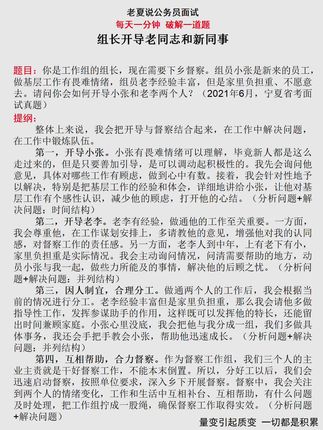 老夏说公务员面试
每天一分钟 破解一道题
组长开导老同志和新同事
题目：你是工作组的组长，现在需要下乡督察。组员小张是新来的员工，
做基层工作有畏难情绪，组员老李经验丰富，但是家里负担重、不愿意
去。请问你会如何开导小张和老李两个人？（2021年6月，宁夏省考面
试真题）
提纲：
整体上来说，我会把开导与督察结合起来，在工作中解决问题，
在工作中锻炼队伍。
第一，开导小张。小张有畏难情绪可以理解，毕竟新人都是这么
走过来的，但是只要善加引导，是可以调动起积极性的。我先会询问他
意见，具体对哪些工作有顾虑，做到心中有数。接着，我会针对性地予
以解决，特别是把基层工作的经验和体会，详细地讲给小张，让他对基
层工作有个感性认识，减少他的顾虑，打开他的心结。（分析问题+解
决问题；时间结构）
第二，开导老李。老李有经验，做通他的工作至关重要。一方面，
我会尊重他，在工作谋划安排上，多请教他的意见，增强他对我的认同
感，对督察工作的责任感。另一方面，老李人到中年，上有老下有小，
家里负担重是实际情况。我会主动询问情况，问清需要帮助的地方，动
员小张与我一起，做些力所能及的事情，解决他的后顾之忧。（分析问
题+解决问题；并列结构）
第三，因人制宜，合理分工。做通两个人的工作后，我会根据当
前的情况进行分工。老李经验丰富但是家里负担重，那么我会请他多做
指导性工作，发挥参谋助手的作用，这样既可以发挥他的特长，还能留
出时间兼顾家庭。小张心里没底，我会把他与我分成一组，我们多做具
体事务，我还会手把手教会小张，帮助他迅速成长。（分析问题+解决
问题；并列结构）
第四，互相帮助，合力督察。作为督察工作组，我们三个人的主
业主责就是干好督察工作，不能本末倒置。所以，分好工以后，我们会
迅速启动督察，按照单位要求，深入乡下开展督察。督察中，我会关注
到两个人的情绪变化，工作和生活中互相补台、互相帮助，有什么问题
及时处理，把工作组拧成一股绳，确保督察工作取得实效。（分析问题
+解决问题）
量变引起质变 一切都是积累